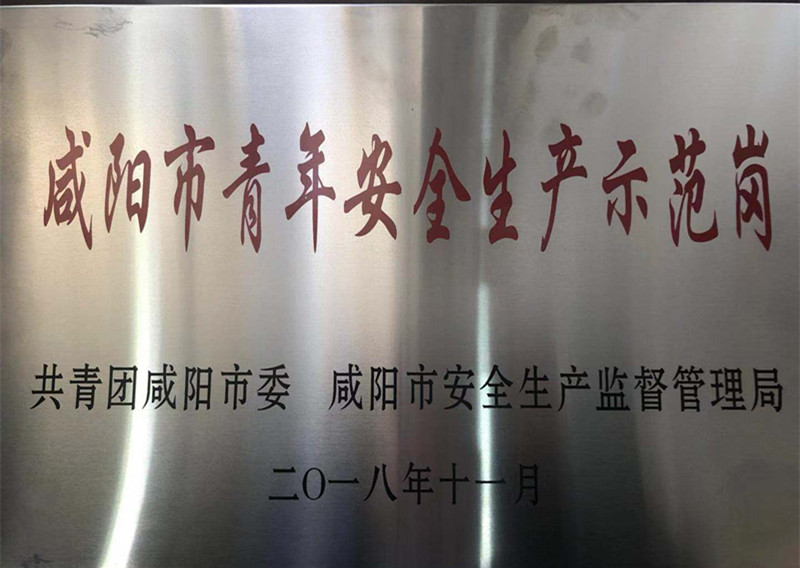 咸阳市青年安全生产示范岗
共青团咸阳市委 咸阳市安全生产监督管理局
二〇一八年十一月